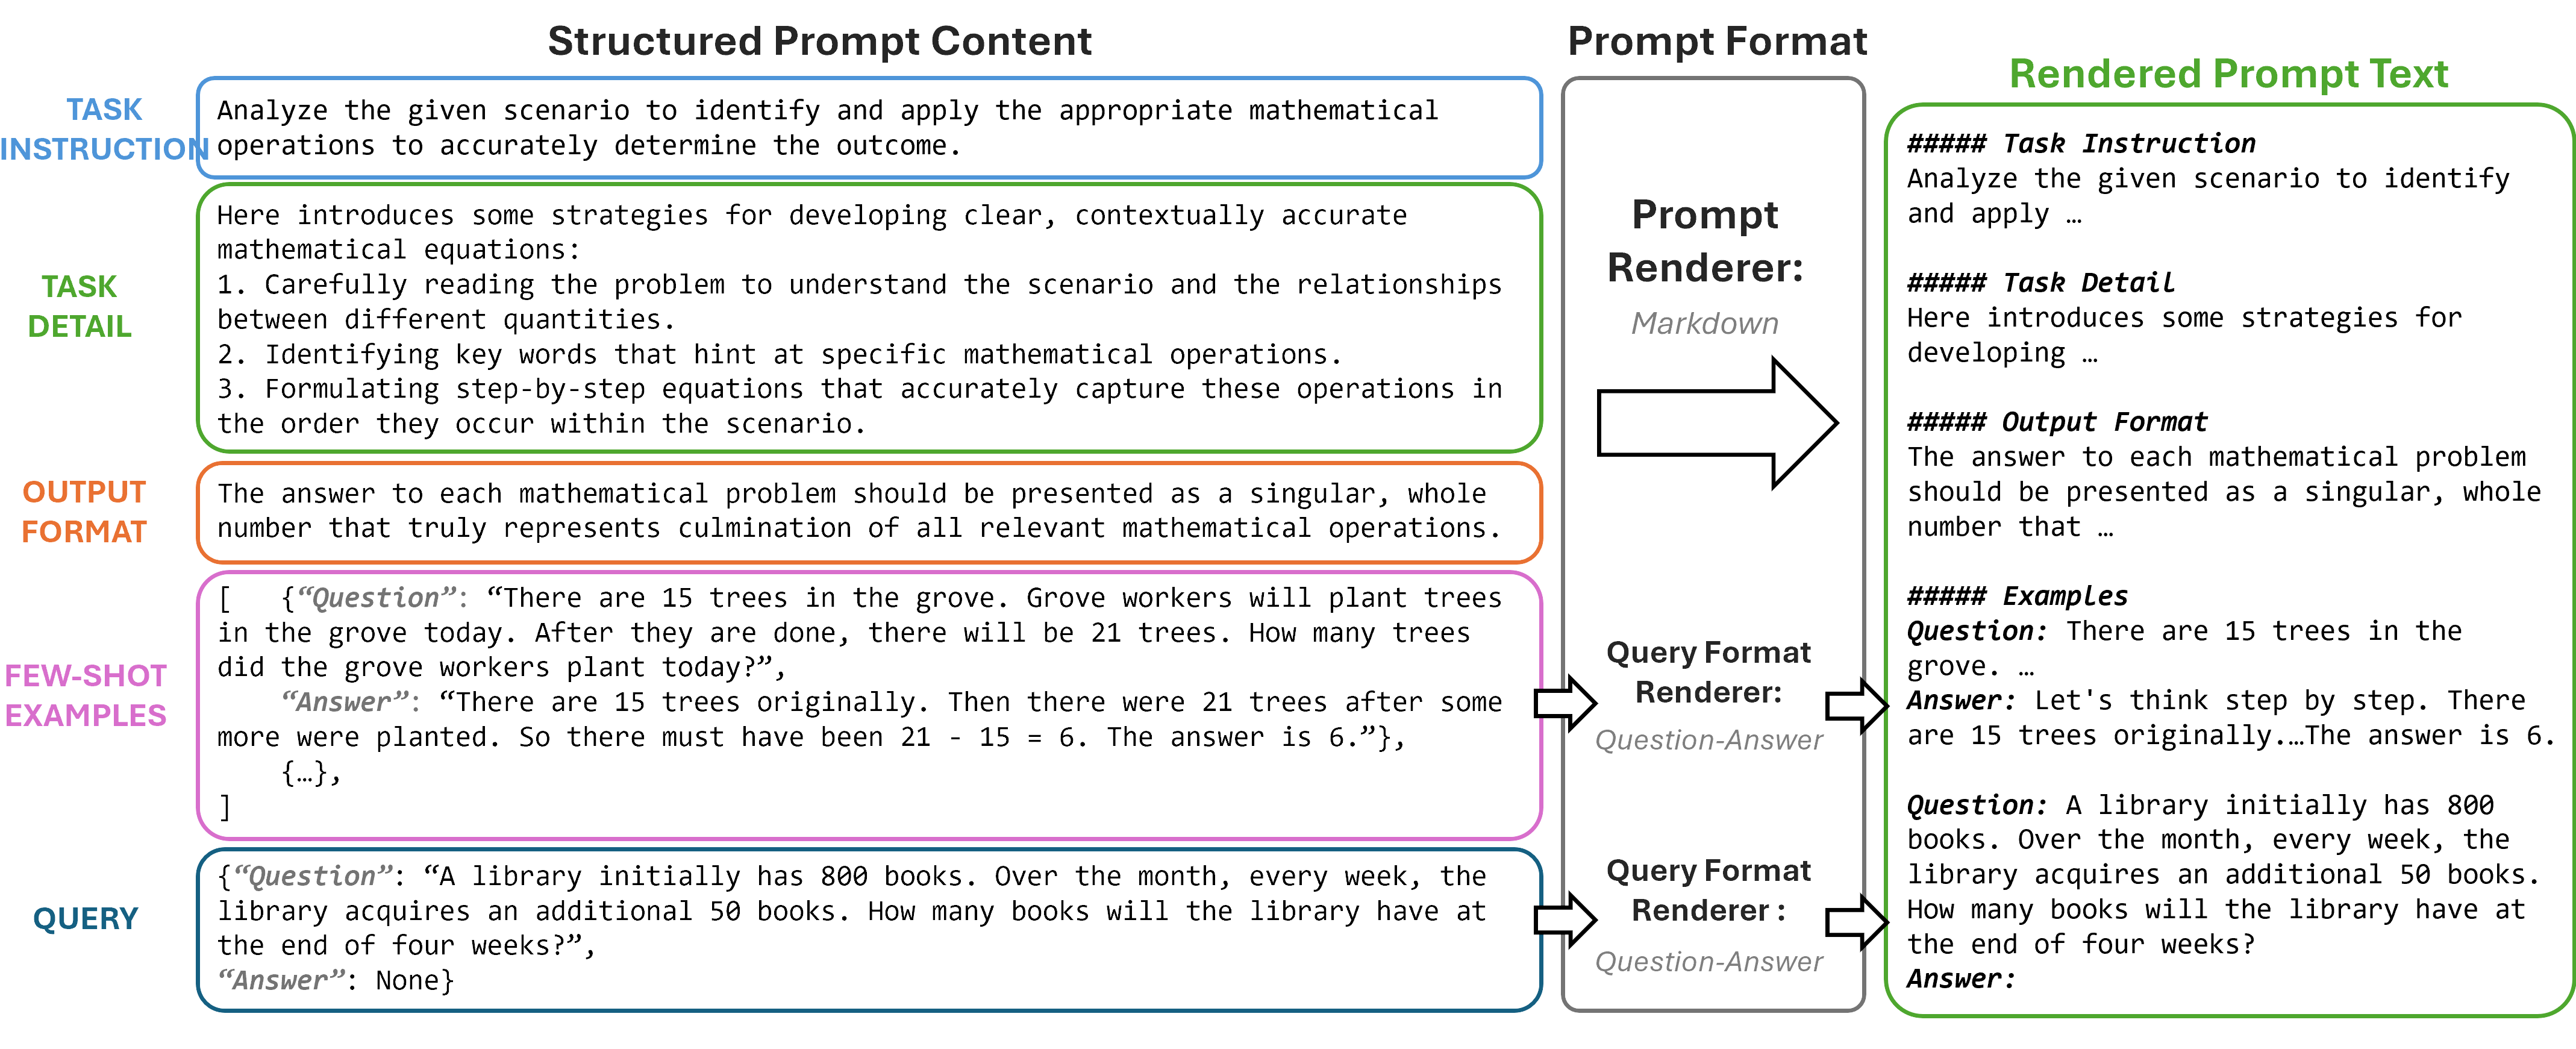 Structured Prompt Content
TASK
INSTRUCTION
Analyze the given scenario to identify and apply the appropriate mathematical
operations to accurately determine the outcome.
TASK
DETAIL
Here introduces some strategies for developing clear, contextually accurate
mathematical equations:
1. Carefully reading the problem to understand the scenario and the relationships
between different quantities.
2. Identifying key words that hint at specific mathematical operations.
3. Formulating step-by-step equations that accurately capture these operations in
the order they occur within the scenario.
OUTPUT
FORMAT
The answer to each mathematical problem should be presented as a singular, whole
number that truly represents culmination of all relevant mathematical operations.
FEW-SHOT
EXAMPLES
[ {“Question”: “There are 15 trees in the grove. Grove workers will plant trees
in the grove today. After they are done, there will be 21 trees. How many trees
did the grove workers plant today?”,
“Answer”: “There are 15 trees originally. Then there were 21 trees after some
more were planted. So there must have been 21 - 15 = 6. The answer is 6.”},
{…},
]
QUERY
{“Question”: “A library initially has 800 books. Over the month, every week, the
library acquires an additional 50 books. How many books will the library have at
the end of four weeks?”,
“Answer”: None}
Prompt Format
Prompt
Renderer:
Markdown
Query Format
Renderer:
Question-Answer
Query Format
Renderer :
Question-Answer
Rendered Prompt Text
##### Task Instruction
Analyze the given scenario to identify
and apply …
##### Task Detail
Here introduces some strategies for
developing …
##### Output Format
The answer to each mathematical problem
should be presented as a singular, whole
number that …
##### Examples
Question: There are 15 trees in the
grove. …
Answer: Let's think step by step. There
are 15 trees originally.…The answer is 6.
Question: A library initially has 800
books. Over the month, every week, the
library acquires an additional 50 books.
How many books will the library have at
the end of four weeks?
Answer: